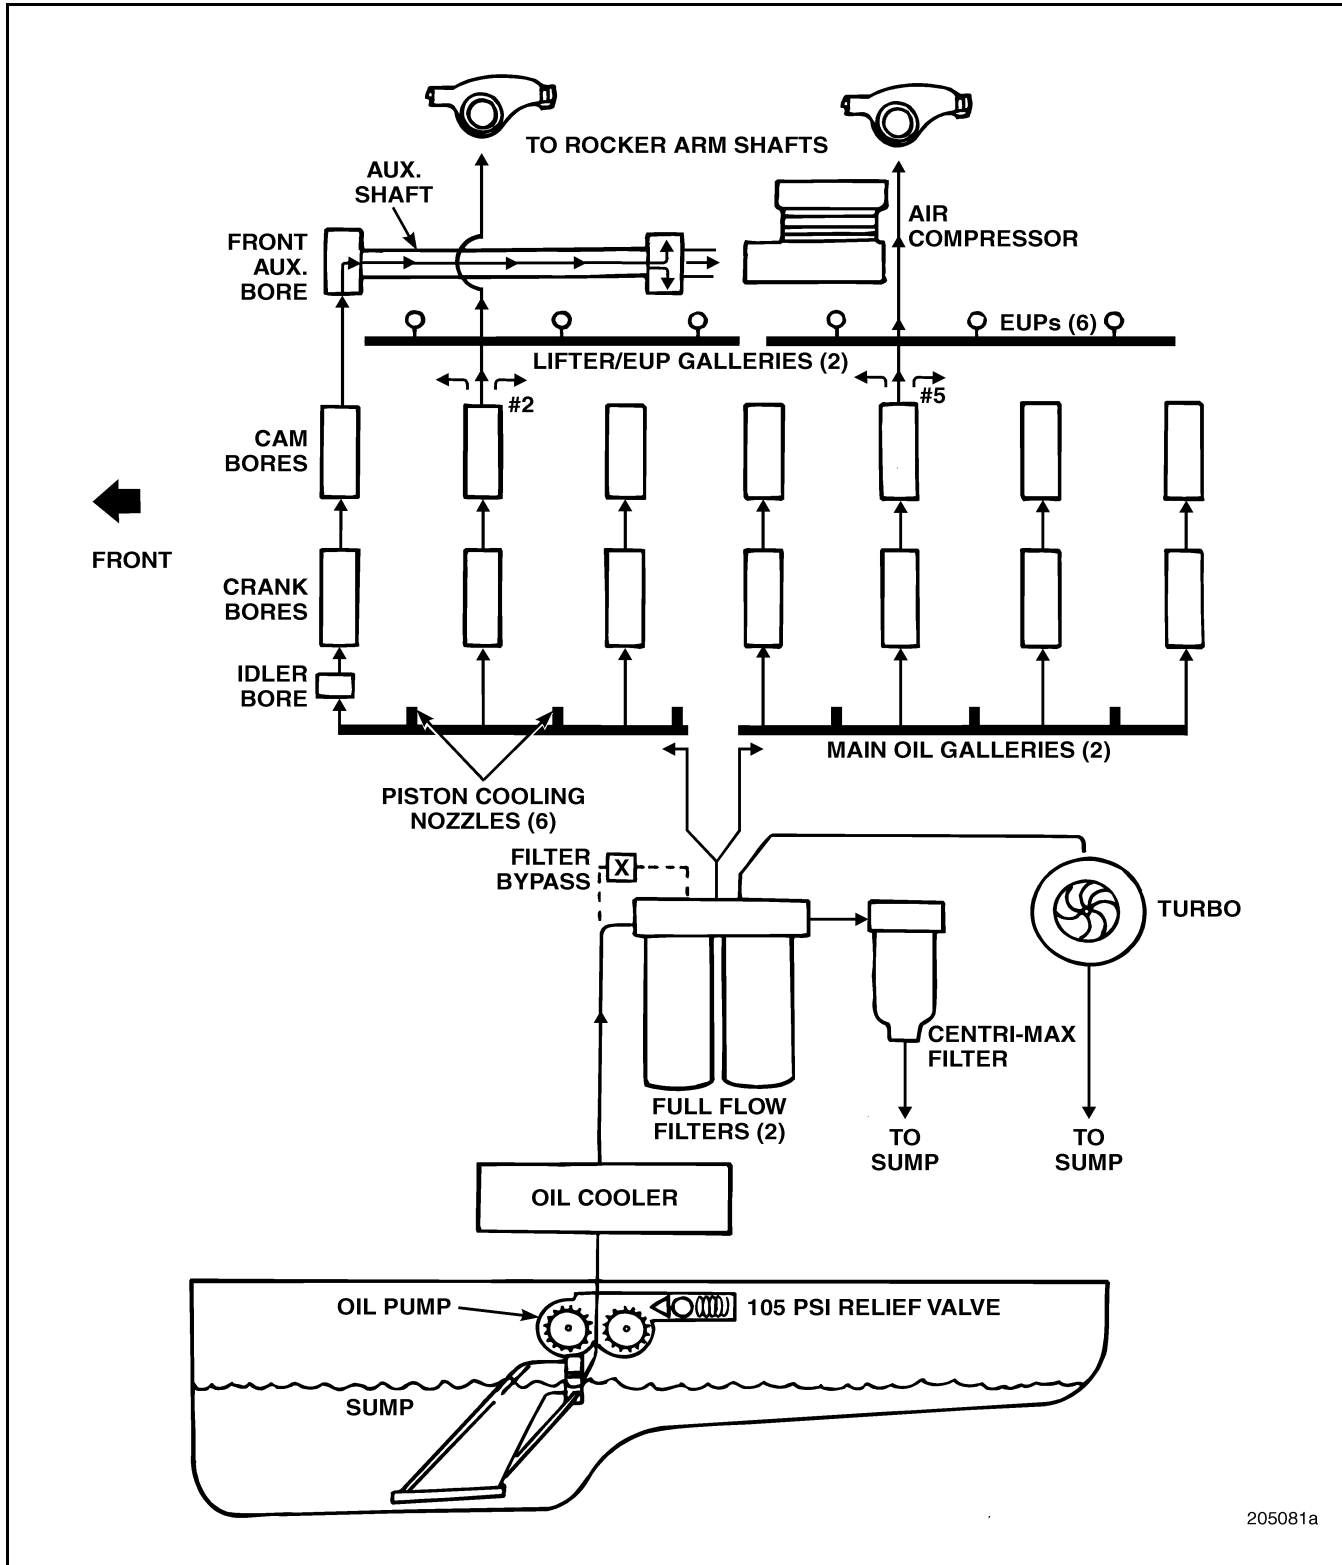 TO ROCKER ARM SHAFTS
AUX.
SHAFT
AIR
COMPRESSOR
FRONT
AUX.
BORE
EUPs (6)
LIFTER/EUP GALLERIES (2)
#2
#5
CAM
BORES
FRONT
CRANK
BORES
IDLER
BORE
MAIN OIL GALLERIES (2)
PISTON COOLING
NOZZLES (6)
FILTER
BYPASS
X
TURBO
CENTRI-MAX
FILTER
FULL FLOW
FILTERS (2)
TO
SUMP
TO
SUMP
OIL COOLER
OIL PUMP
105 PSI RELIEF VALVE
SUMP
205081a